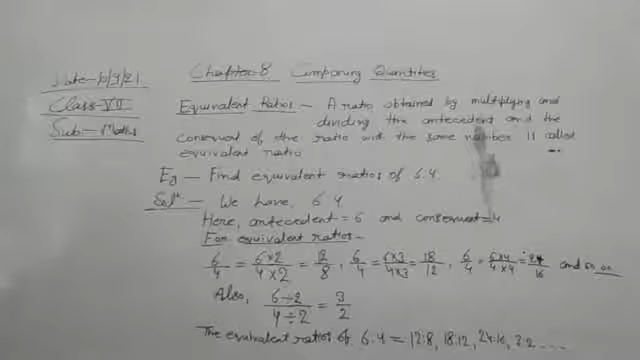 Date-10/9/21 Chapter-8 Comparing Quantities
Class-VII
Sub-Maths
Equivalent Ratios - A ratio obtained by multiplying and
dividing the antecedent and the
consequent of the ratio with the same number is called
equivalent ratio
Eg - Find equivalent ratios of 6:4.
Solⁿ - We have, 6:4
Here, antecedent = 6 and consequent = 4
For equivalent ratios -
6/4 = 6×2/4×2 = 12/8, 6/4 = 6×3/4×3 = 18/12, 6/4 = 6×4/4×4 = 24/16 and so on
Also, 6÷2/4÷2 = 3/2
The equivalent ratios of 6:4 = 12:8, 18:12, 24:16, 3:2 ....